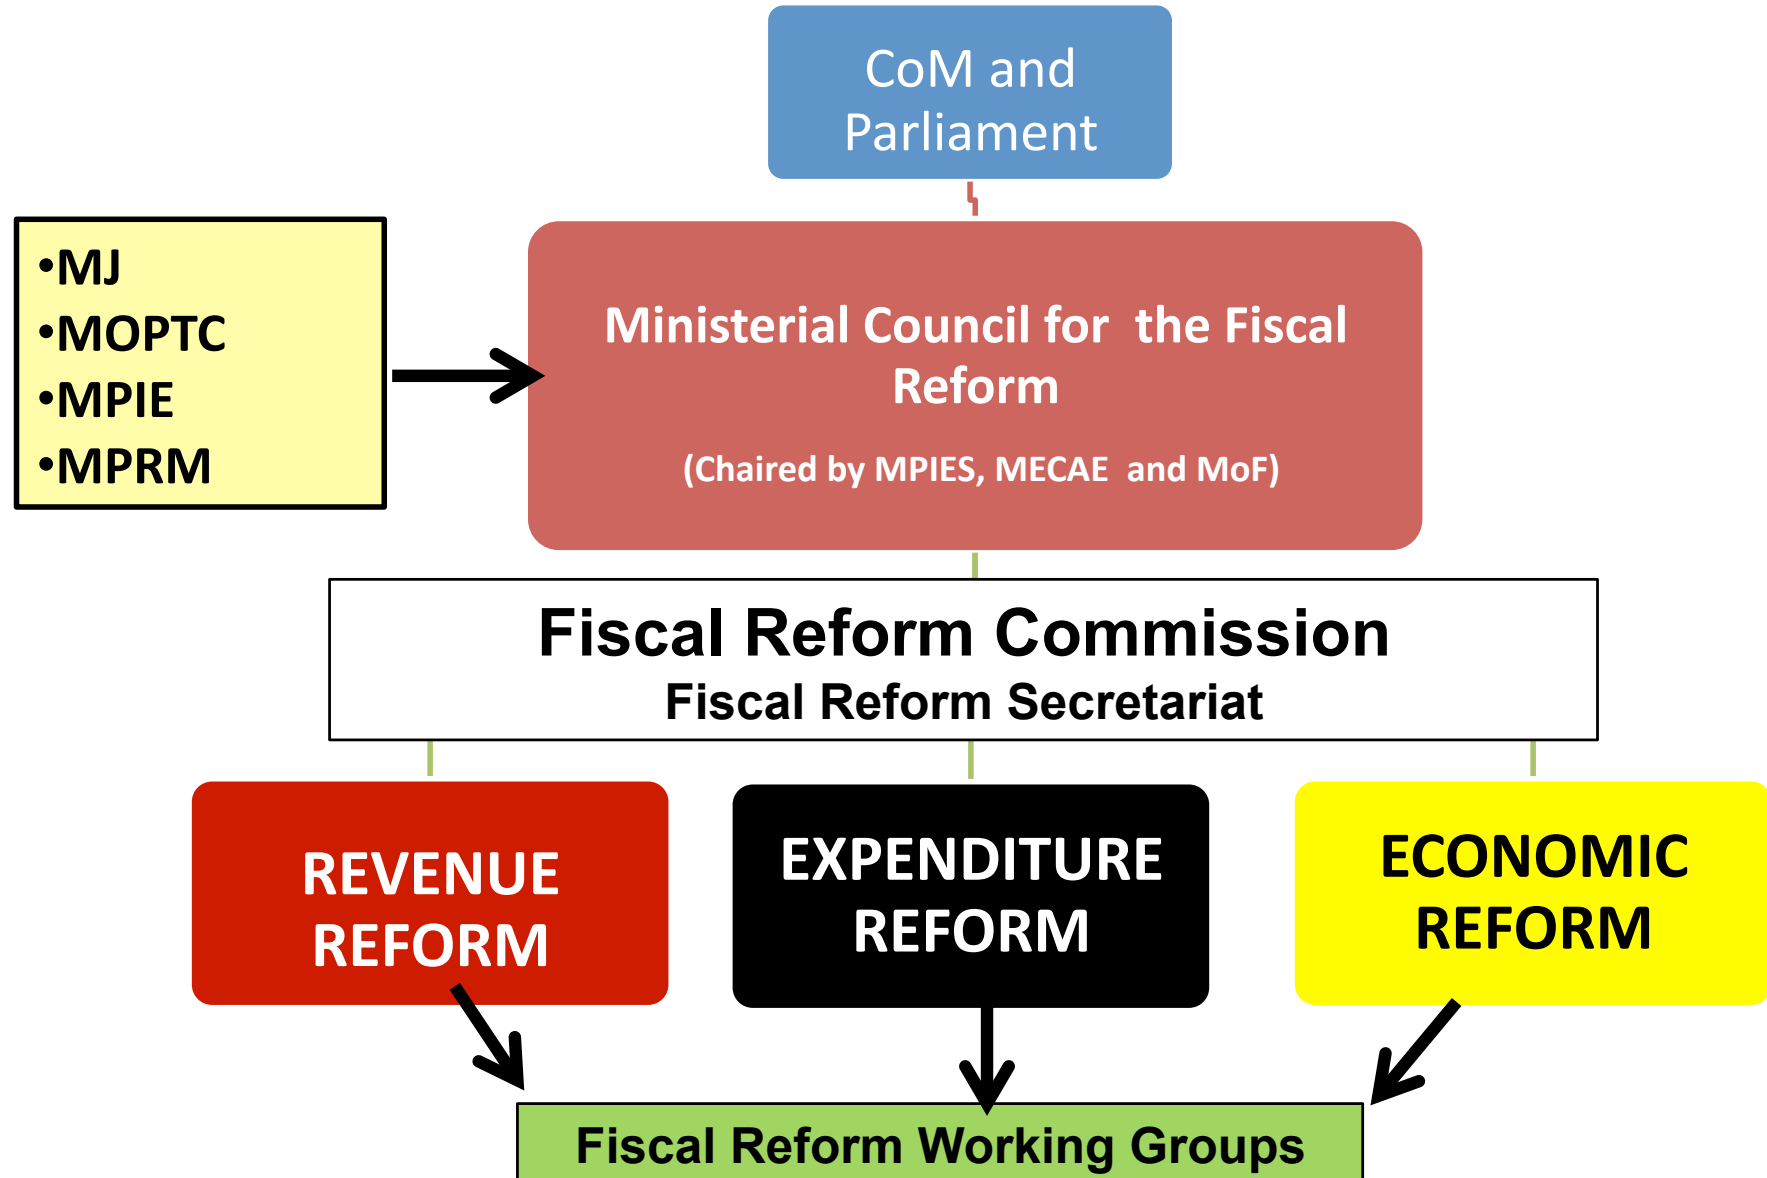 CoM and
Parliament
•MJ
•MOPTC
•MPIE
•MPRM
Ministerial Council for the Fiscal
Reform
(Chaired by MPIES, MECAE and MoF)
Fiscal Reform Commission
Fiscal Reform Secretariat
REVENUE
REFORM
EXPENDITURE
REFORM
ECONOMIC
REFORM
Fiscal Reform Working Groups